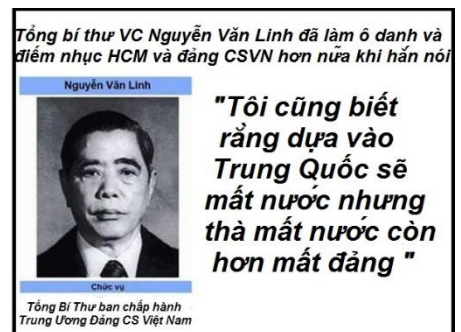 Tổng bí thư VC Nguyễn Văn Linh đã làm ô danh và
điếm nhục HCM và đảng CSVN hơn nữa khi hắn nói
Nguyễn Văn Linh
"Tôi cũng biết
rằng dựa vào
Trung Quốc sẽ
mất nước nhưng
thà mất nước còn
hơn mất đảng "
Chức vụ
Tổng Bí Thư ban chấp hành
Trung Ương Đảng CS Việt Nam